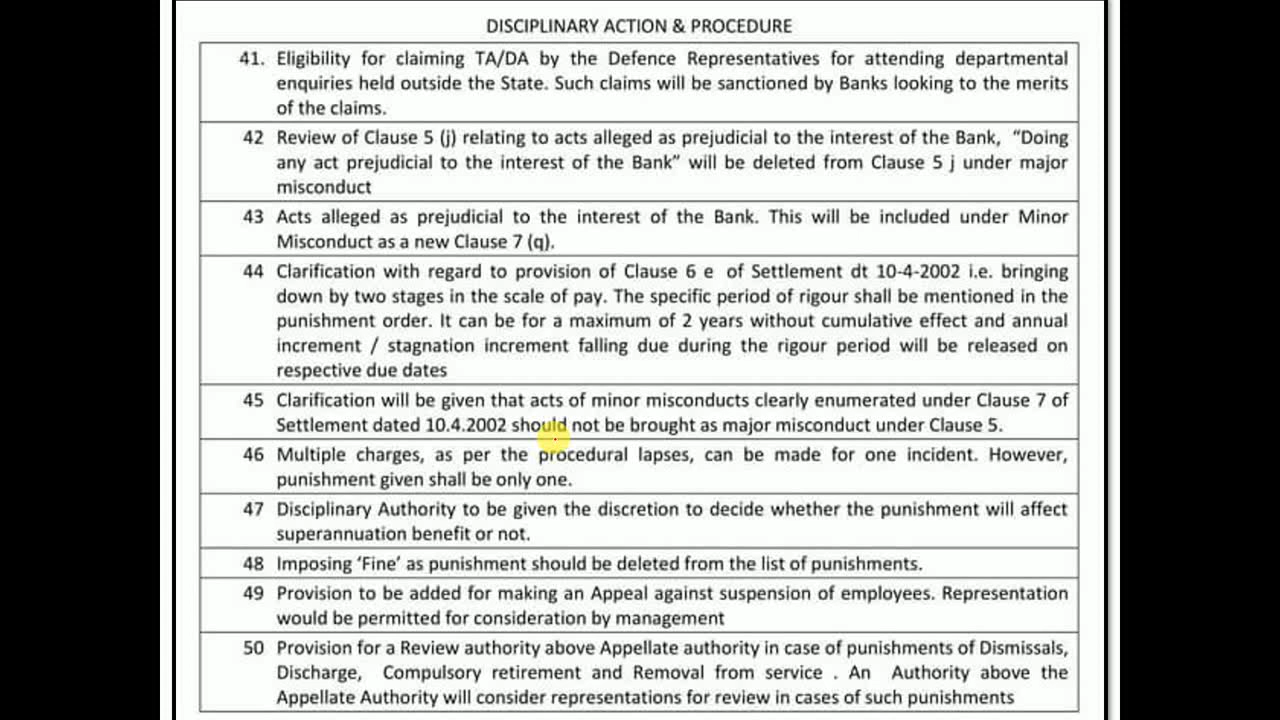 DISCIPLINARY ACTION & PROCEDURE
41. Eligibility for claiming TA/DA by the Defence Representatives for attending departmental
enquiries held outside the State. Such claims will be sanctioned by Banks looking to the merits
of the claims.
42 Review of Clause 5 (j) relating to acts alleged as prejudicial to the interest of the Bank, “Doing
any act prejudicial to the interest of the Bank” will be deleted from Clause 5 j under major
misconduct
43 Acts alleged as prejudicial to the interest of the Bank. This will be included under Minor
Misconduct as a new Clause 7 (q).
44 Clarification with regard to provision of Clause 6 e of Settlement dt 10-4-2002 i.e. bringing
down by two stages in the scale of pay. The specific period of rigour shall be mentioned in the
punishment order. It can be for a maximum of 2 years without cumulative effect and annual
increment / stagnation increment falling due during the rigour period will be released on
respective due dates
45 Clarification will be given that acts of minor misconducts clearly enumerated under Clause 7 of
Settlement dated 10.4.2002 should not be brought as major misconduct under Clause 5.
46 Multiple charges, as per the procedural lapses, can be made for one incident. However,
punishment given shall be only one.
47 Disciplinary Authority to be given the discretion to decide whether the punishment will affect
superannuation benefit or not.
48 Imposing ‘Fine’ as punishment should be deleted from the list of punishments.
49 Provision to be added for making an Appeal against suspension of employees. Representation
would be permitted for consideration by management
50 Provision for a Review authority above Appellate authority in case of punishments of Dismissals,
Discharge, Compulsory retirement and Removal from service . An Authority above the
Appellate Authority will consider representations for review in cases of such punishments